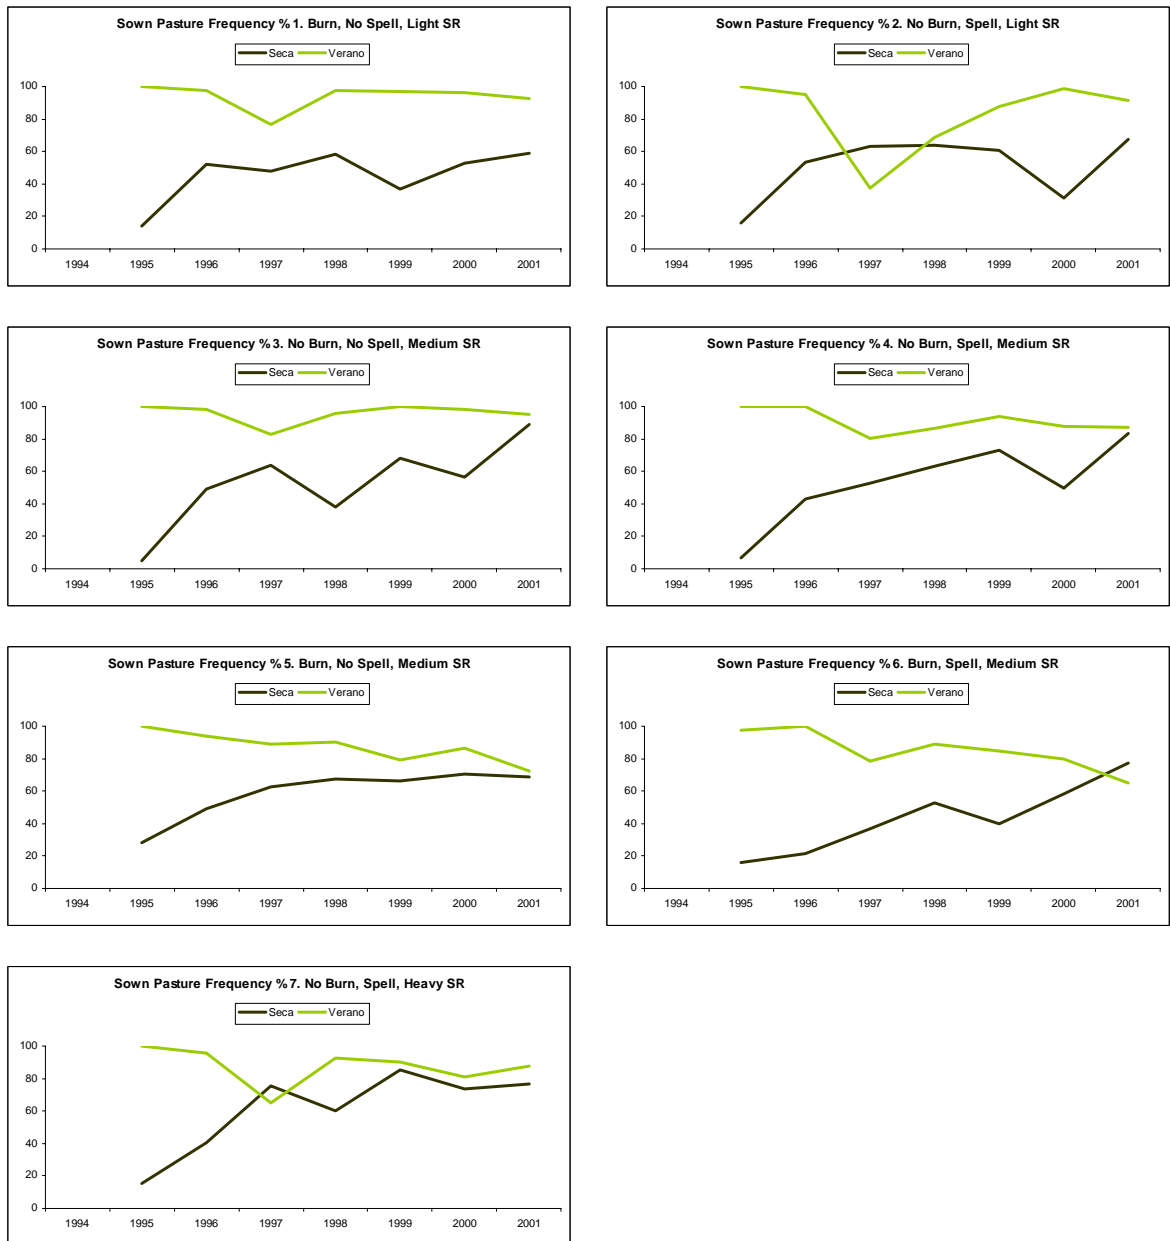 Sown Pasture Frequency % 1. Burn, No Spell, Light SR
Seca Verano
100
80
60
40
20
0
1994 1995 1996 1997 1998 1999 2000 2001
Sown Pasture Frequency % 2. No Burn, Spell, Light SR
Seca Verano
100
80
60
40
20
0
1994 1995 1996 1997 1998 1999 2000 2001
Sown Pasture Frequency % 3. No Burn, No Spell, Medium SR
Seca Verano
100
80
60
40
20
0
1994 1995 1996 1997 1998 1999 2000 2001
Sown Pasture Frequency % 4. No Burn, Spell, Medium SR
Seca Verano
100
80
60
40
20
0
1994 1995 1996 1997 1998 1999 2000 2001
Sown Pasture Frequency % 5. Burn, No Spell, Medium SR
Seca Verano
100
80
60
40
20
0
1994 1995 1996 1997 1998 1999 2000 2001
Sown Pasture Frequency % 6. Burn, Spell, Medium SR
Seca Verano
100
80
60
40
20
0
1994 1995 1996 1997 1998 1999 2000 2001
Sown Pasture Frequency % 7. No Burn, Spell, Heavy SR
Seca Verano
100
80
60
40
20
0
1994 1995 1996 1997 1998 1999 2000 2001